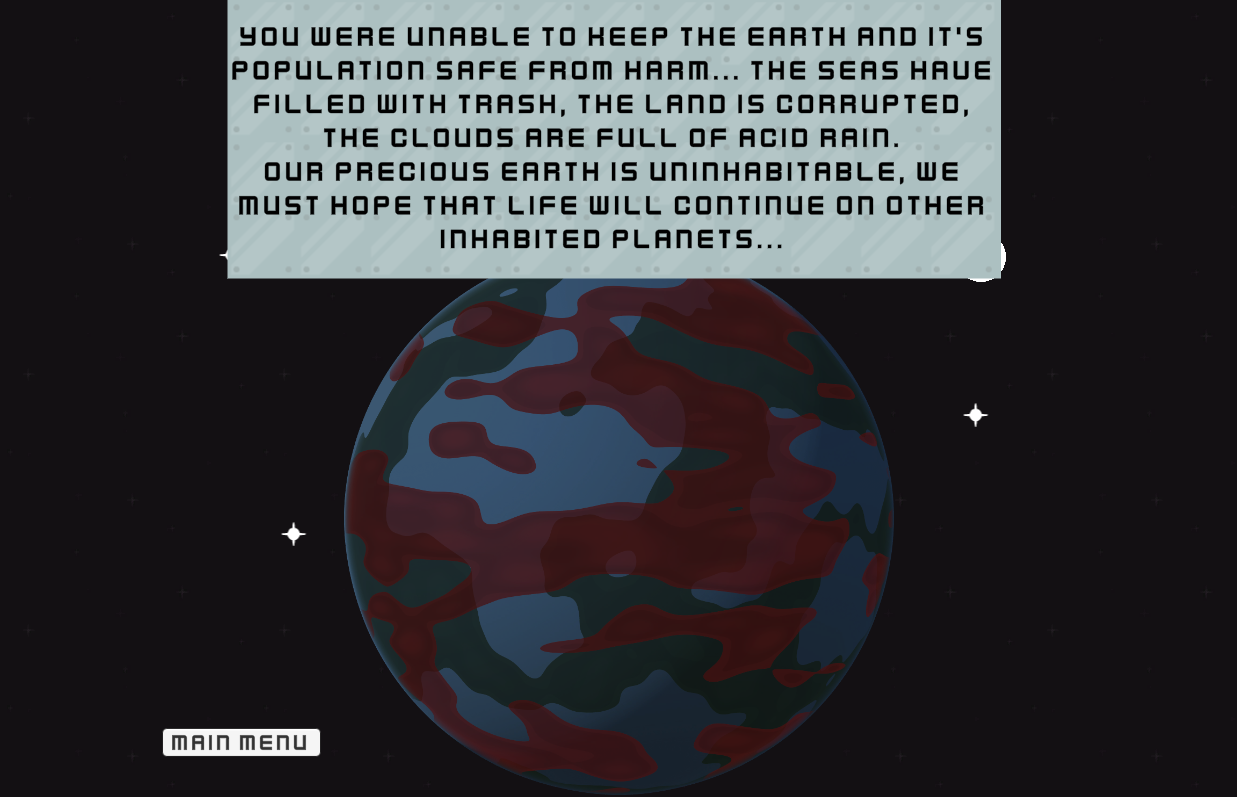 YOU WERE UNABLE TO KEEP THE EARTH AND IT'S
POPULATION SAFE FROM HARM... THE SEAS HAVE
FILLED WITH TRASH, THE LAND IS CORRUPTED,
THE CLOUDS ARE FULL OF ACID RAIN.
OUR PRECIOUS EARTH IS UNINHABITABLE, WE
MUST HOPE THAT LIFE WILL CONTINUE ON OTHER
INHABITED PLANETS...
MAIN MENU